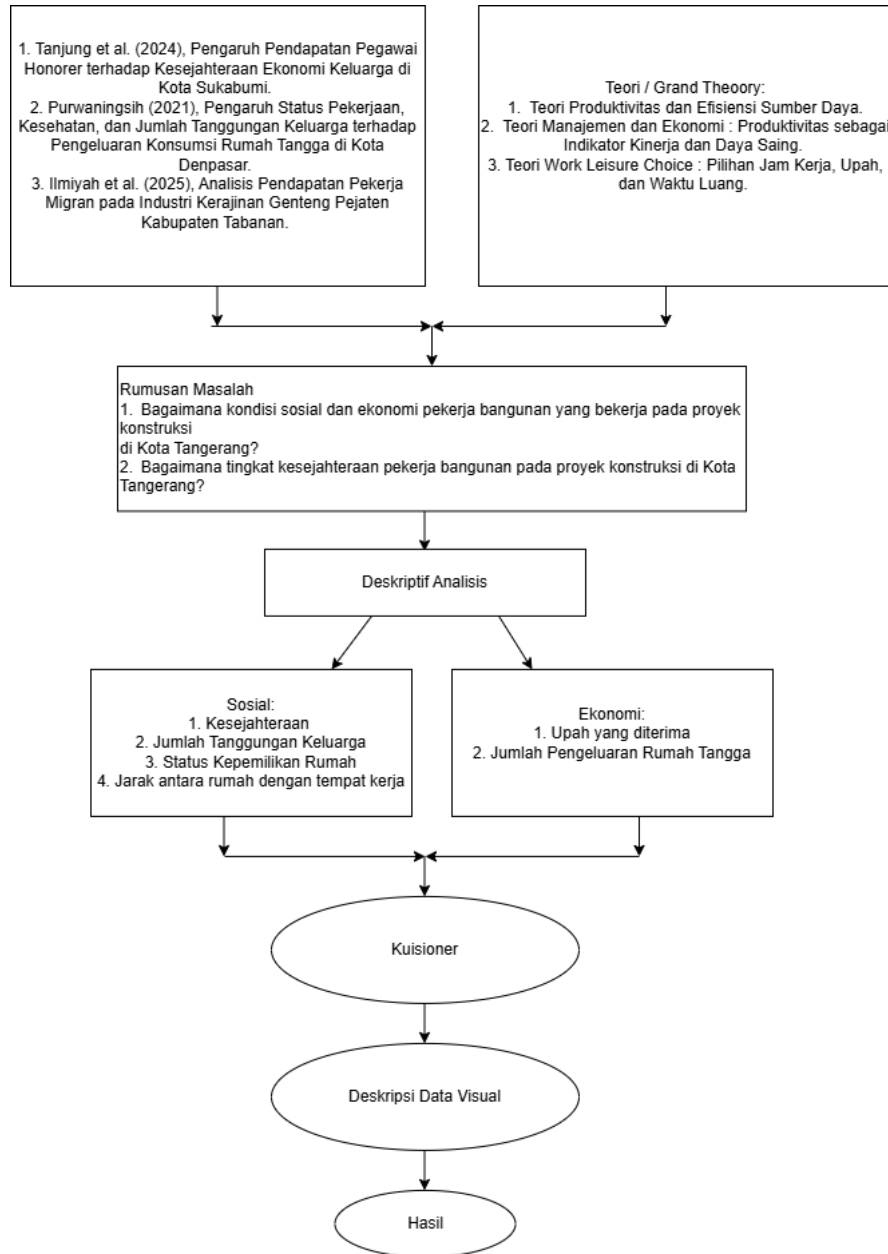 1. Tanjung et al. (2024), Pengaruh Pendapatan Pegawai
Honorer terhadap Kesejahteraan Ekonomi Keluarga di
Kota Sukabumi.
2. Purwaningsih (2021), Pengaruh Status Pekerjaan,
Kesehatan, dan Jumlah Tanggungan Keluarga terhadap
Pengeluaran Konsumsi Rumah Tangga di Kota
Denpasar.
3. Ilmiyah et al. (2025), Analisis Pendapatan Pekerja
Migran pada Industri Kerajinan Genteng Pejaten
Kabupaten Tabanan.
Teori / Grand Theoory:
1. Teori Produktivitas dan Efisiensi Sumber Daya.
2. Teori Manajemen dan Ekonomi : Produktivitas sebagai
Indikator Kinerja dan Daya Saing.
3. Teori Work Leisure Choice : Pilihan Jam Kerja, Upah,
dan Waktu Luang.
Rumusan Masalah
1. Bagaimana kondisi sosial dan ekonomi pekerja bangunan yang bekerja pada proyek
konstruksi
di Kota Tangerang?
2. Bagaimana tingkat kesejahteraan pekerja bangunan pada proyek konstruksi di Kota
Tangerang?
Deskriptif Analisis
Sosial:
1. Kesejahteraan
2. Jumlah Tanggungan Keluarga
3. Status Kepemilikan Rumah
4. Jarak antara rumah dengan tempat kerja
Ekonomi:
1. Upah yang diterima
2. Jumlah Pengeluaran Rumah Tangga
Kuisioner
Deskripsi Data Visual
Hasil